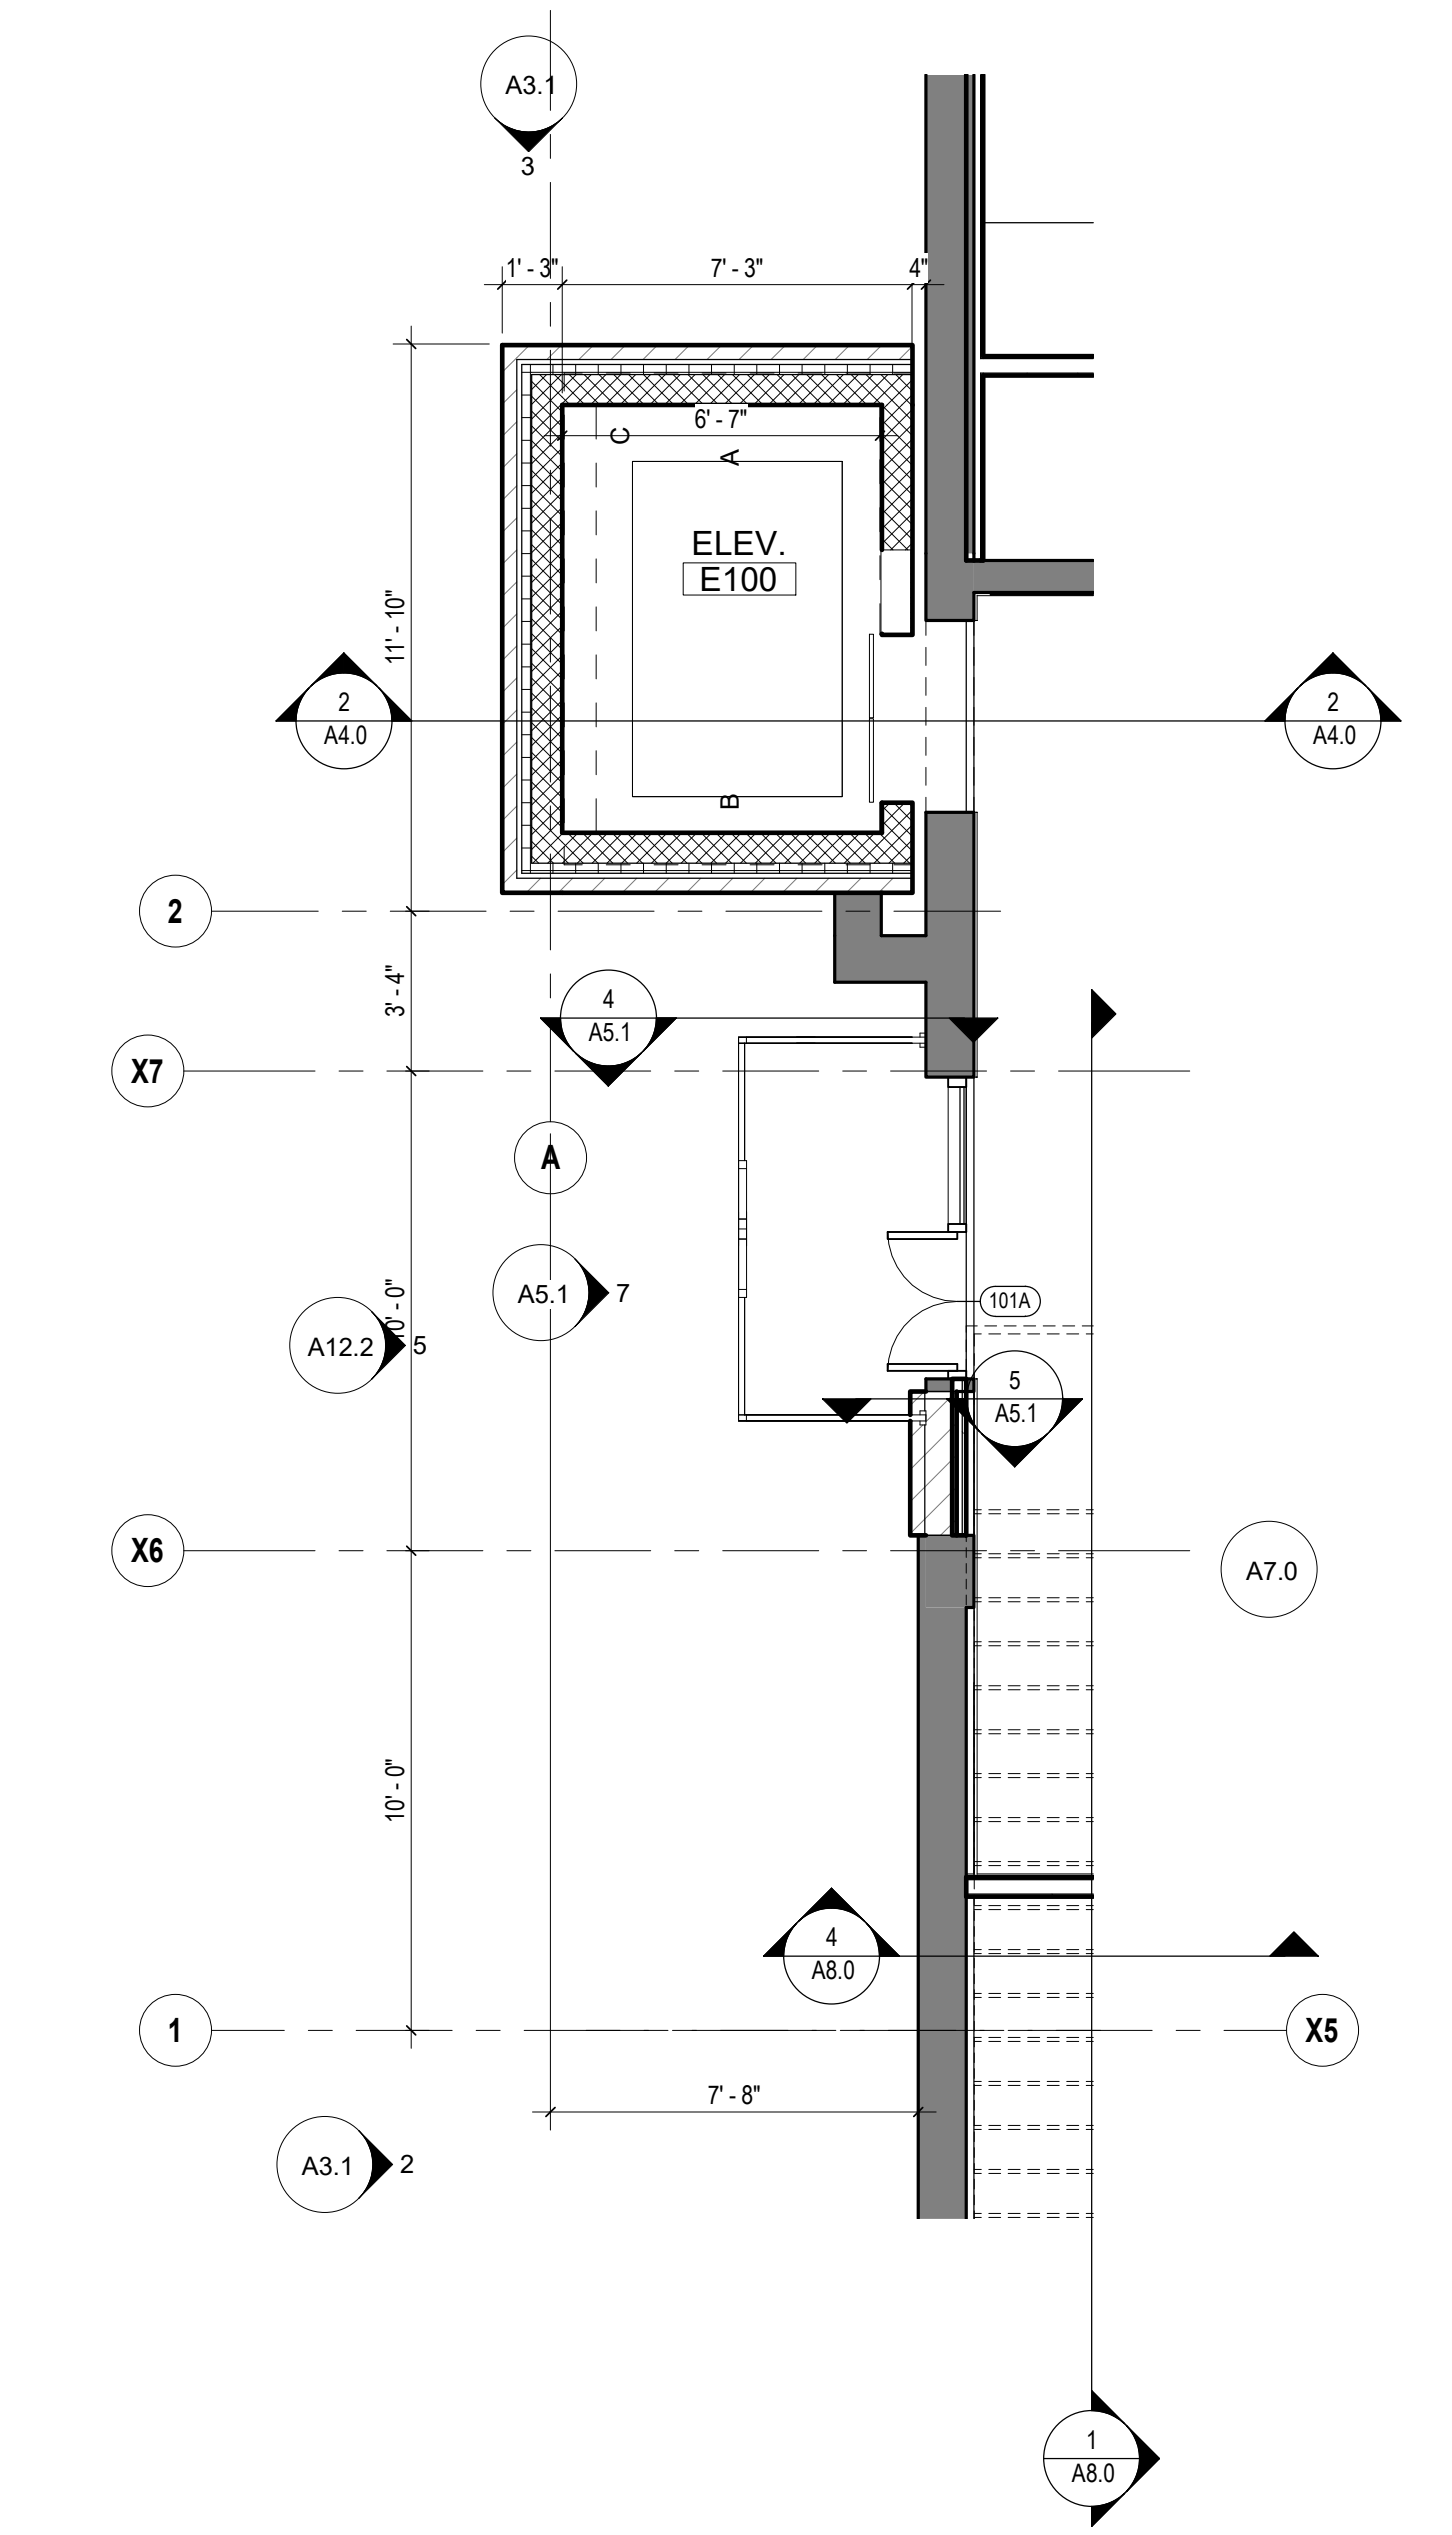 A3.1
3
1' - 3"
7' - 3"
4"
6' - 7"
C
A
ELEV.
E100
11' - 10"
2
A4.0
2
A4.0
B
2
3' - 4"
4
A5.1
X7
A
A5.1
7
101A
10' - 0"
A12.2
5
5
A5.1
X6
A7.0
10' - 0"
4
A8.0
1
X5
7' - 8"
A3.1
2
1
A8.0